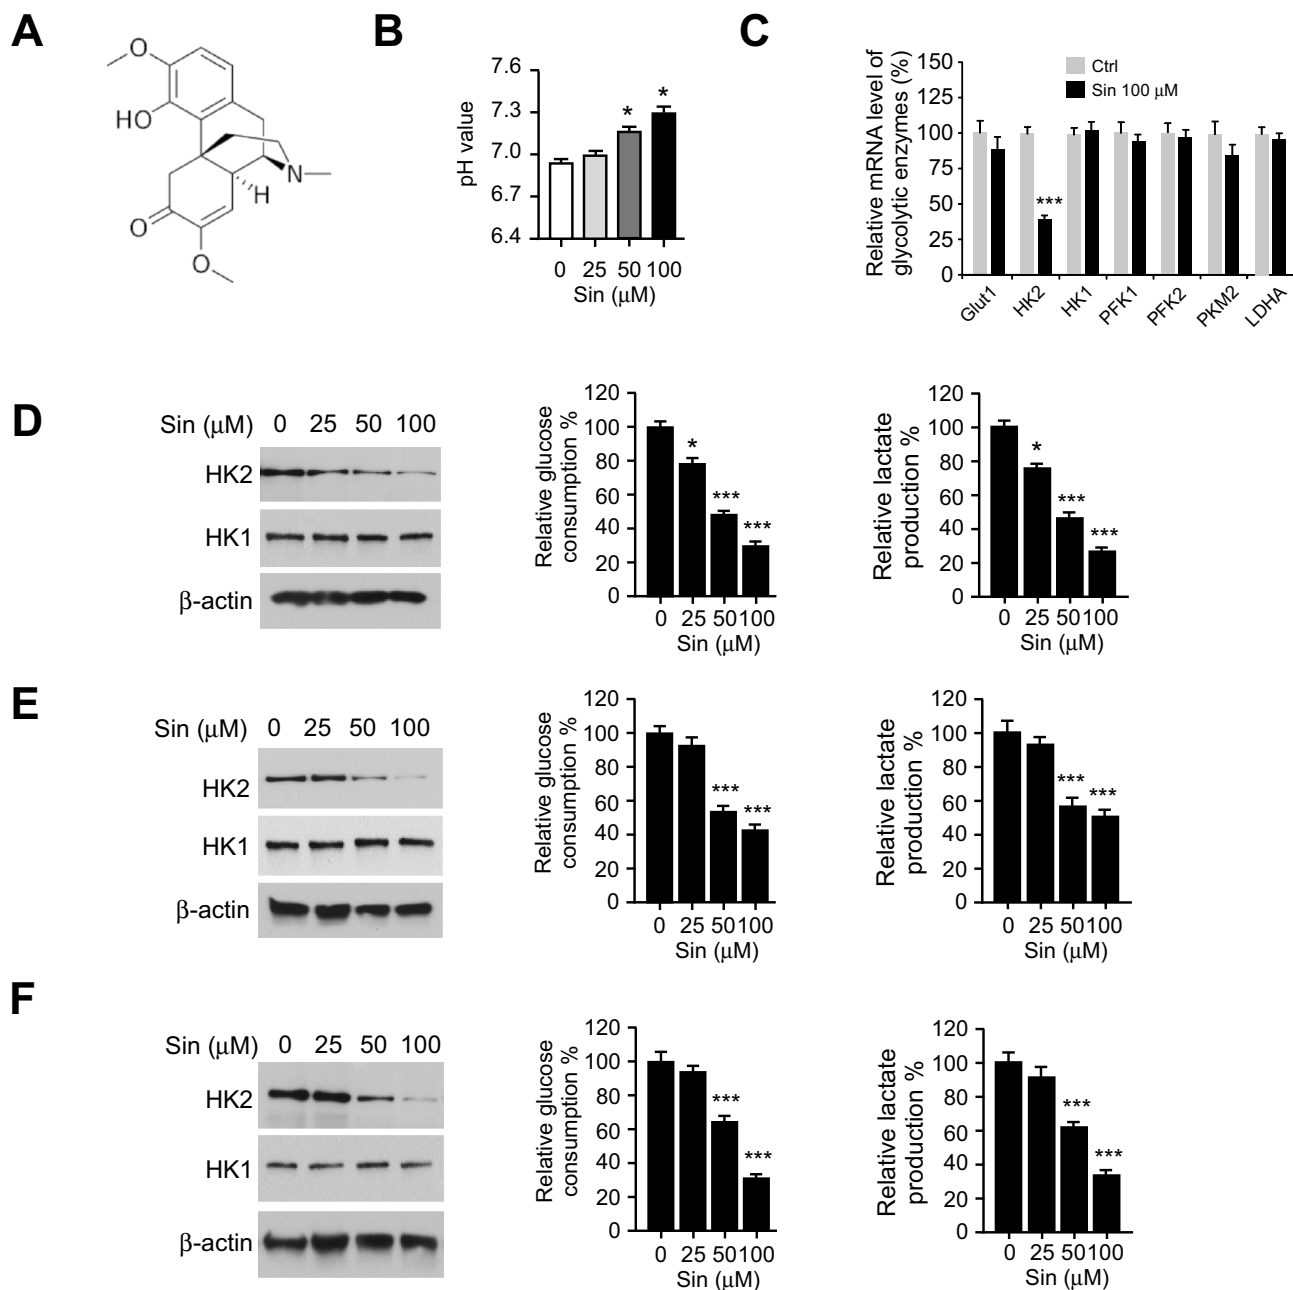 A
O
HO
N
H
O
O
B
pH value
7.6
7.3
7.0
6.7
6.4
*
*
0 25 50 100
Sin (μM)
C
Relative mRNA level of
glycolytic enzymes (%)
150
125
100
75
50
25
0
Ctrl
Sin 100 μM
***
Glut1 HK2 HK1 PFK1 PFK2 PKM2 LDHA
D
Sin (μM) 0 25 50 100
HK2
HK1
β-actin
Relative glucose
consumption %
120
100
80
60
40
20
0
*
***
***
0 25 50 100
Sin (μM)
Relative lactate
production %
120
100
80
60
40
20
0
*
***
***
0 25 50 100
Sin (μM)
E
Sin (μM) 0 25 50 100
HK2
HK1
β-actin
Relative glucose
consumption %
120
100
80
60
40
20
0
***
***
0 25 50 100
Sin (μM)
Relative lactate
production %
120
100
80
60
40
20
0
***
***
0 25 50 100
Sin (μM)
F
Sin (μM) 0 25 50 100
HK2
HK1
β-actin
Relative glucose
consumption %
120
100
80
60
40
20
0
***
***
0 25 50 100
Sin (μM)
Relative lactate
production %
120
100
80
60
40
20
0
***
***
0 25 50 100
Sin (μM)